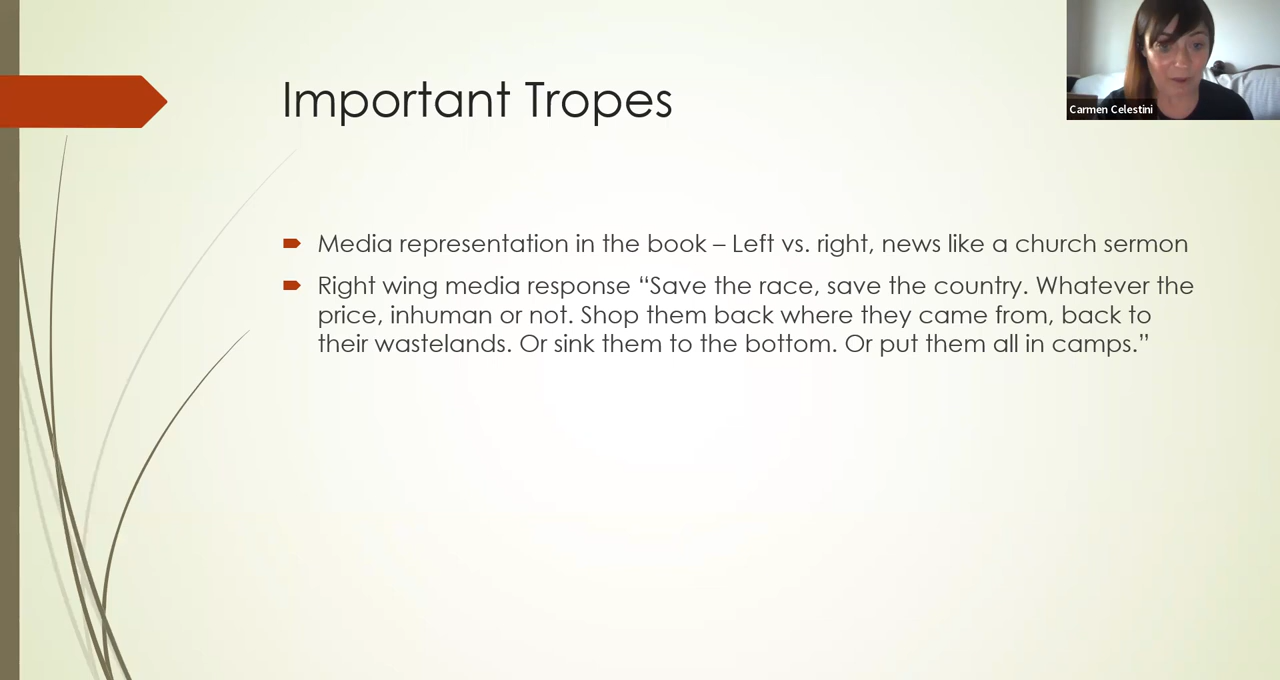 Important Tropes
Carmen Celestini
Media representation in the book – Left vs. right, news like a church sermon
Right wing media response “Save the race, save the country. Whatever the
price, inhuman or not. Shop them back where they came from, back to
their wastelands. Or sink them to the bottom. Or put them all in camps.”